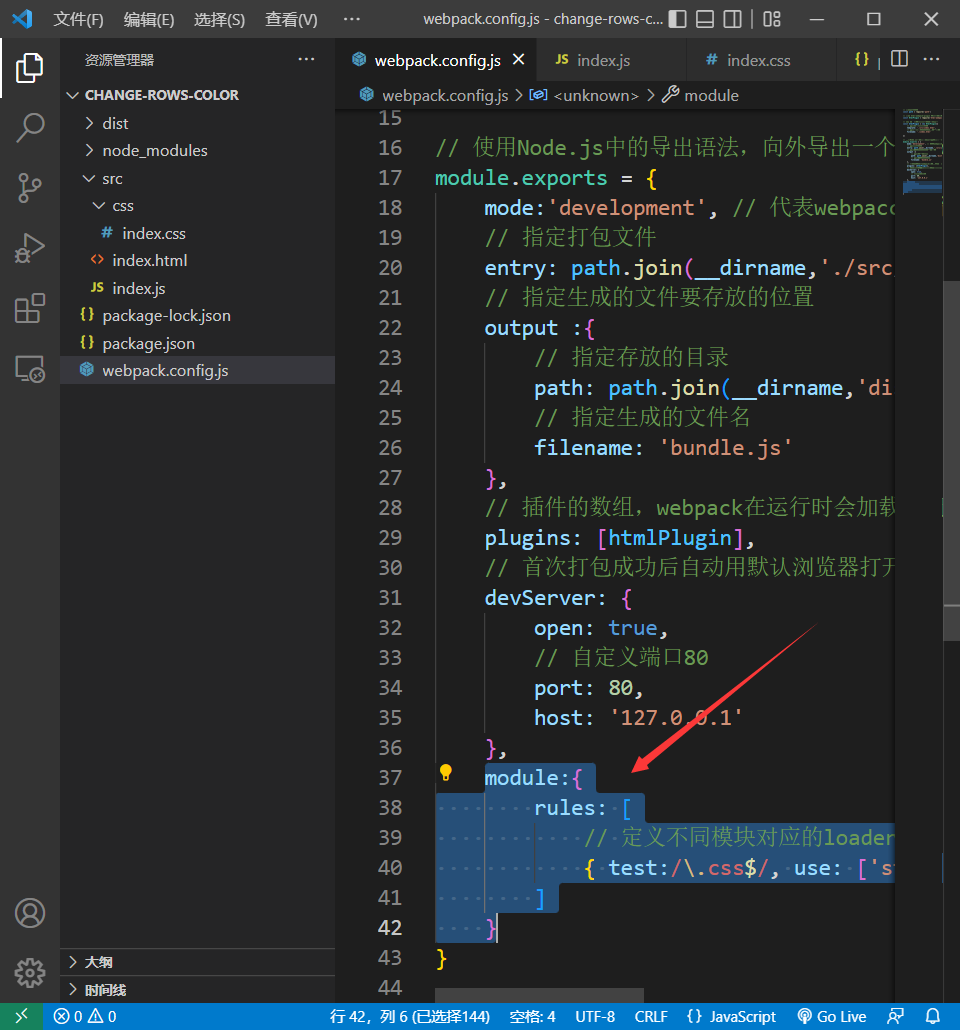 文件(F) 编辑(E) 选择(S) 查看(V) ··· webpack.config.js - change-rows-c...
资源管理器 ···
CHANGE-ROWS-COLOR
dist
node_modules
src
css
# index.css
<> index.html
JS index.js
{} package-lock.json
{} package.json
webpack.config.js
大纲
时间线
webpack.config.js JS index.js # index.css {} ···
webpack.config.js > <unknown> > module
15
16 // 使用Node.js中的导出语法，向外导出一个
17 module.exports = {
18 mode:'development', // 代表webpac
19 // 指定打包文件
20 entry: path.join(__dirname,'./src
21 // 指定生成的文件要存放的位置
22 output :{
23 // 指定存放的目录
24 path: path.join(__dirname,'di
25 // 指定生成的文件名
26 filename: 'bundle.js'
27 },
28 // 插件的数组，webpack在运行时会加载
29 plugins: [htmlPlugin],
30 // 首次打包成功后自动用默认浏览器打开
31 devServer: {
32 open: true,
33 // 自定义端口80
34 port: 80,
35 host: '127.0.0.1'
36 },
37 module:{
38 rules: [
39 // 定义不同模块对应的loader
40 { test:/\.css$/, use: ['s
41 ]
42 }
43 }
44
0 0 行 42，列 6 (已选择144) 空格: 4 UTF-8 CRLF {} JavaScript Go Live